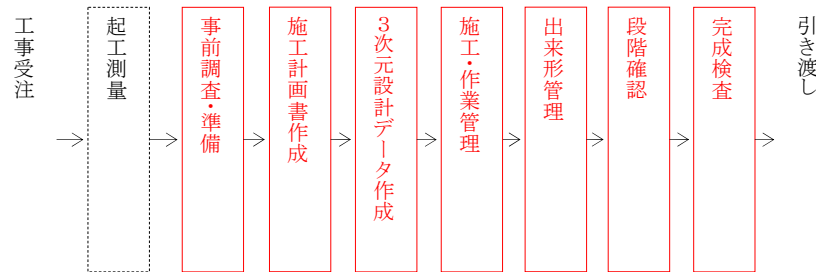 工事受注
起工測量
事前調査・準備
施工計画書作成
３次元設計データ作成
施工・作業管理
出来形管理
段階確認
完成検査
引き渡し